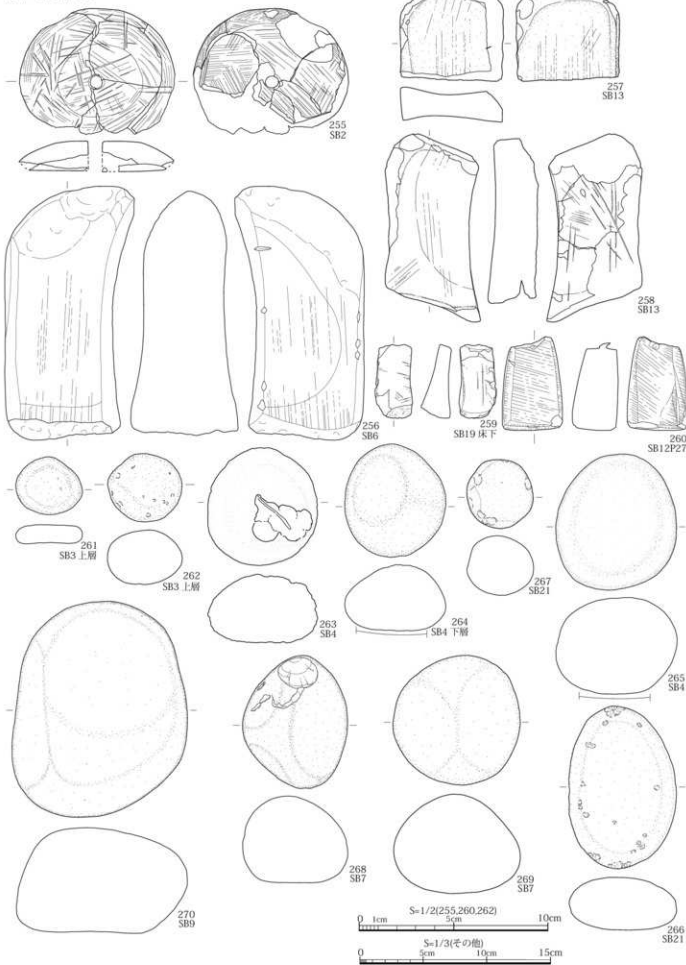 255
SB2
257
SB13
258
SB13
256
SB6
259
SB19 床下
260
SB12P27
261
SB3 上層
262
SB3 上層
263
SB4
264
SB4 下層
267
SB21
265
SB4
268
SB7
269
SB7
270
SB9
266
SB21
S=1/2(255,260,262)
0 1cm 5cm 10cm
S=1/3(その他)
0 5cm 10cm 15cm